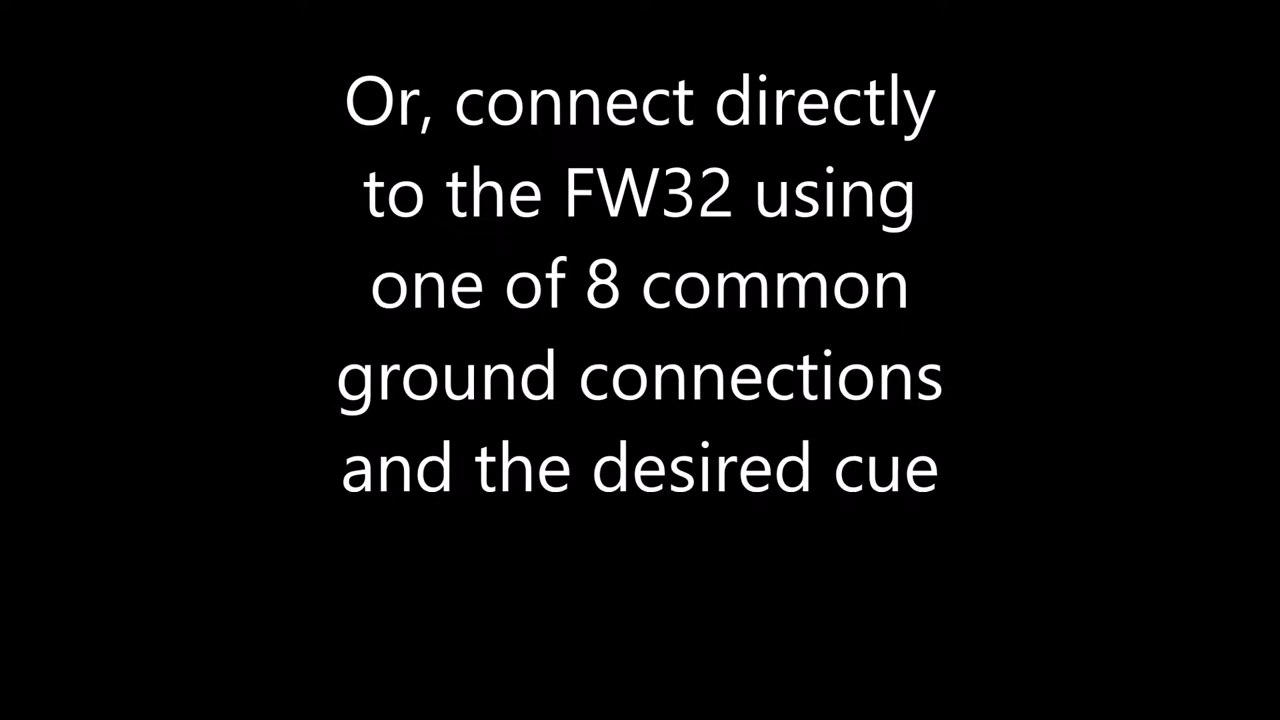 Or, connect directly
to the FW32 using
one of 8 common
ground connections
and the desired cue